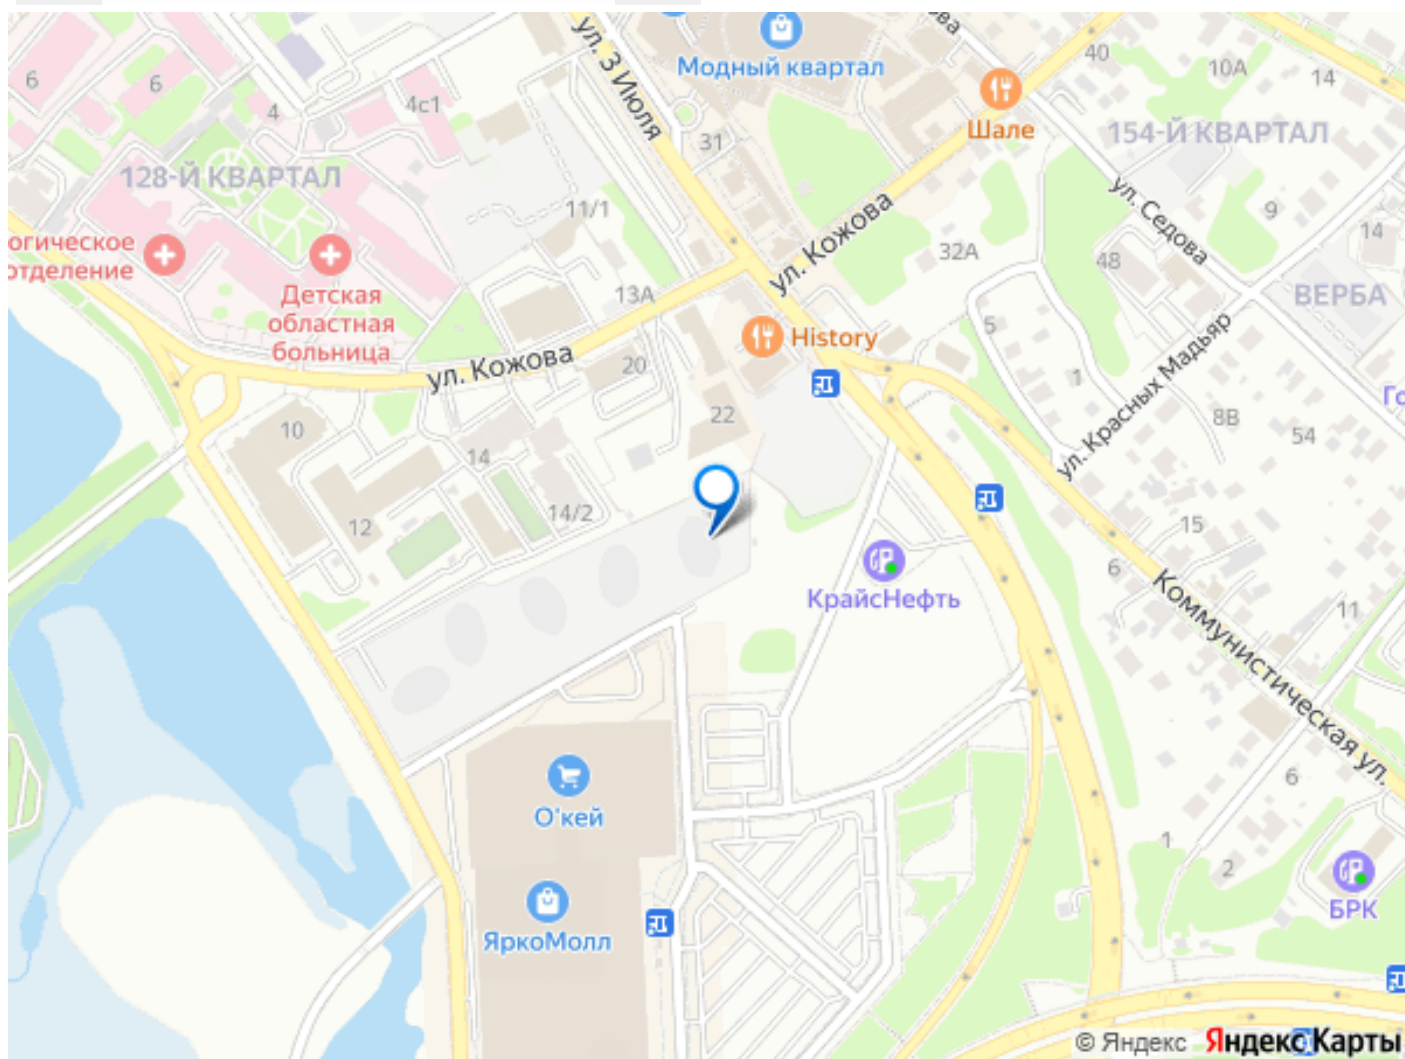 ул. 3 Июля
Модный квартал
40
10А
14
6
6
4
4с1
31
Шале
154-Й КВАРТАЛ
128-Й КВАРТАЛ
11/1
ул. Кожова
ул. Седова
9
14
32А
48
огическое
отделение
Детская
областная
больница
13А
ВЕРБА
5
History
ул. Кожова
20
1
ул. Красных Мадьяр
22
8В
54
10
14
12
14/2
15
6
КрайсНефть
Коммунистическая ул.
11
О'кей
6
1
2
ЯркоМолл
БРК
© Яндекс Яндекс Карты